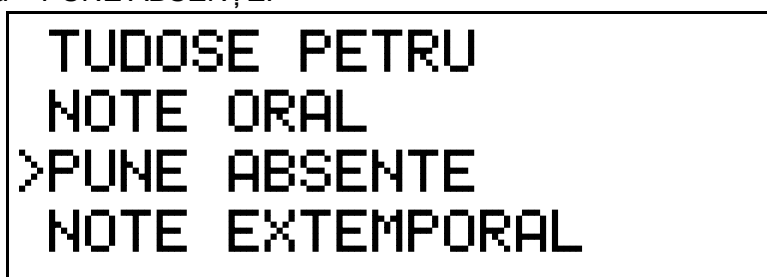 TUDOSE PETRU
NOTE ORAL
>PUNE ABSENTE
NOTE EXTEMPORAL